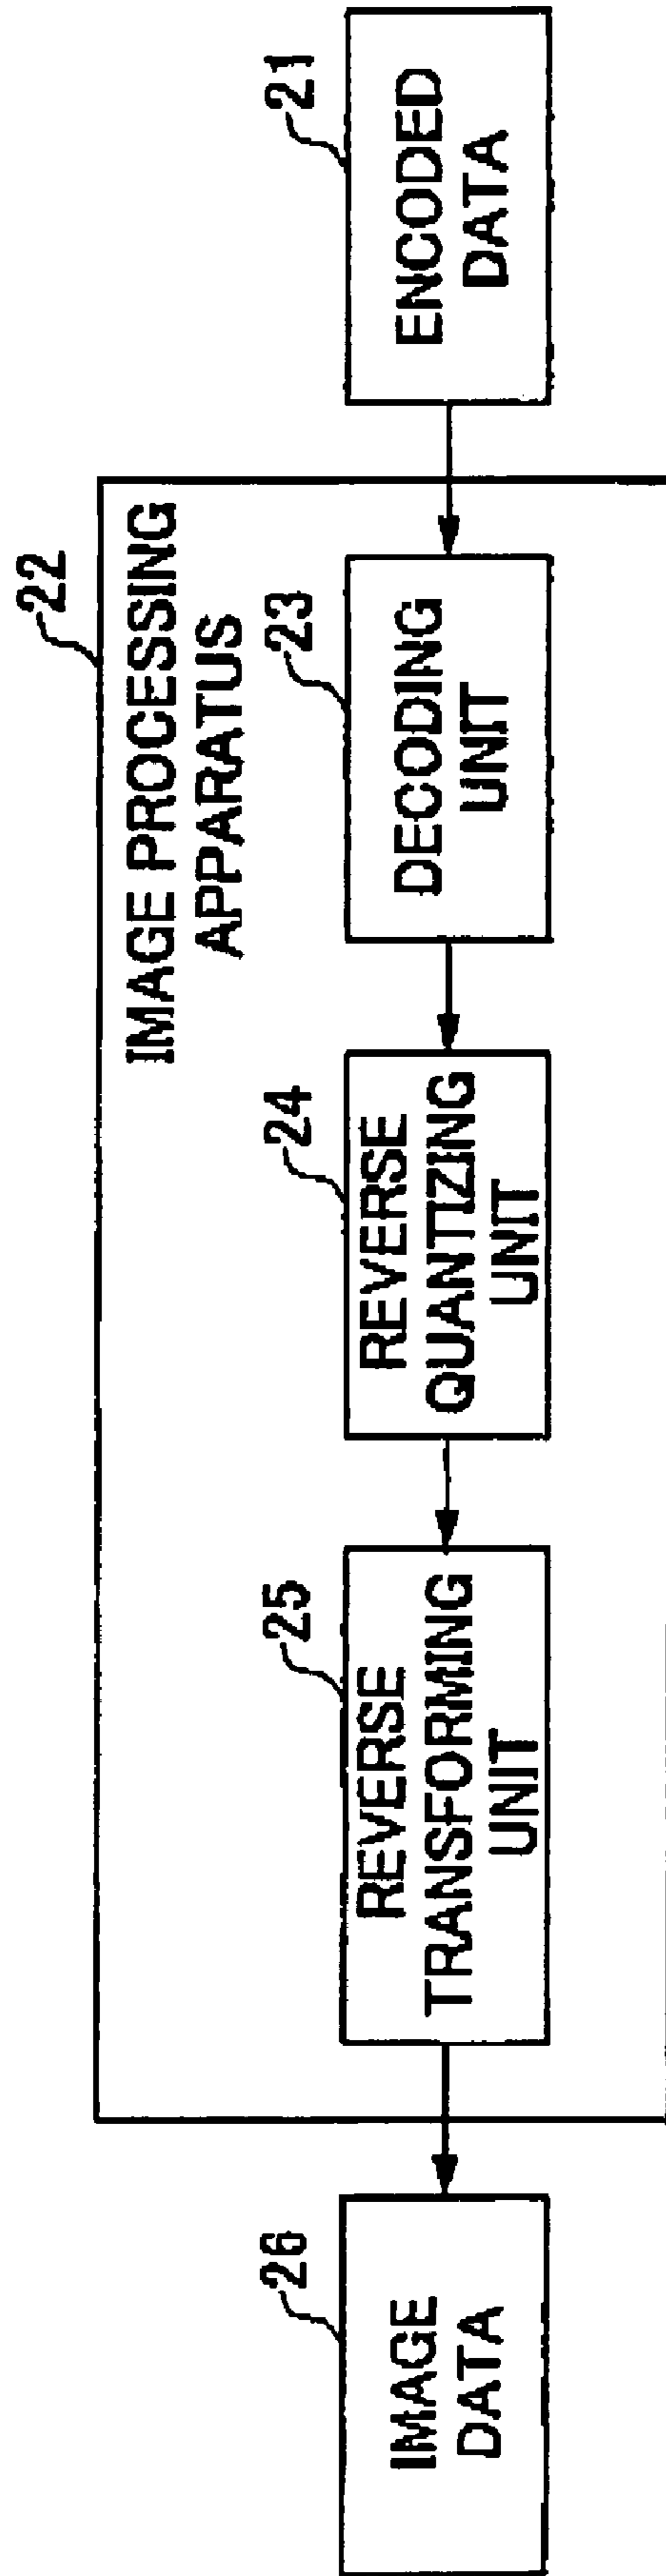 22
IMAGE PROCESSING
APPARATUS
26
IMAGE
DATA
25
REVERSE
TRANSFORMING
UNIT
24
REVERSE
QUANTIZING
UNIT
23
DECODING
UNIT
21
ENCODED
DATA